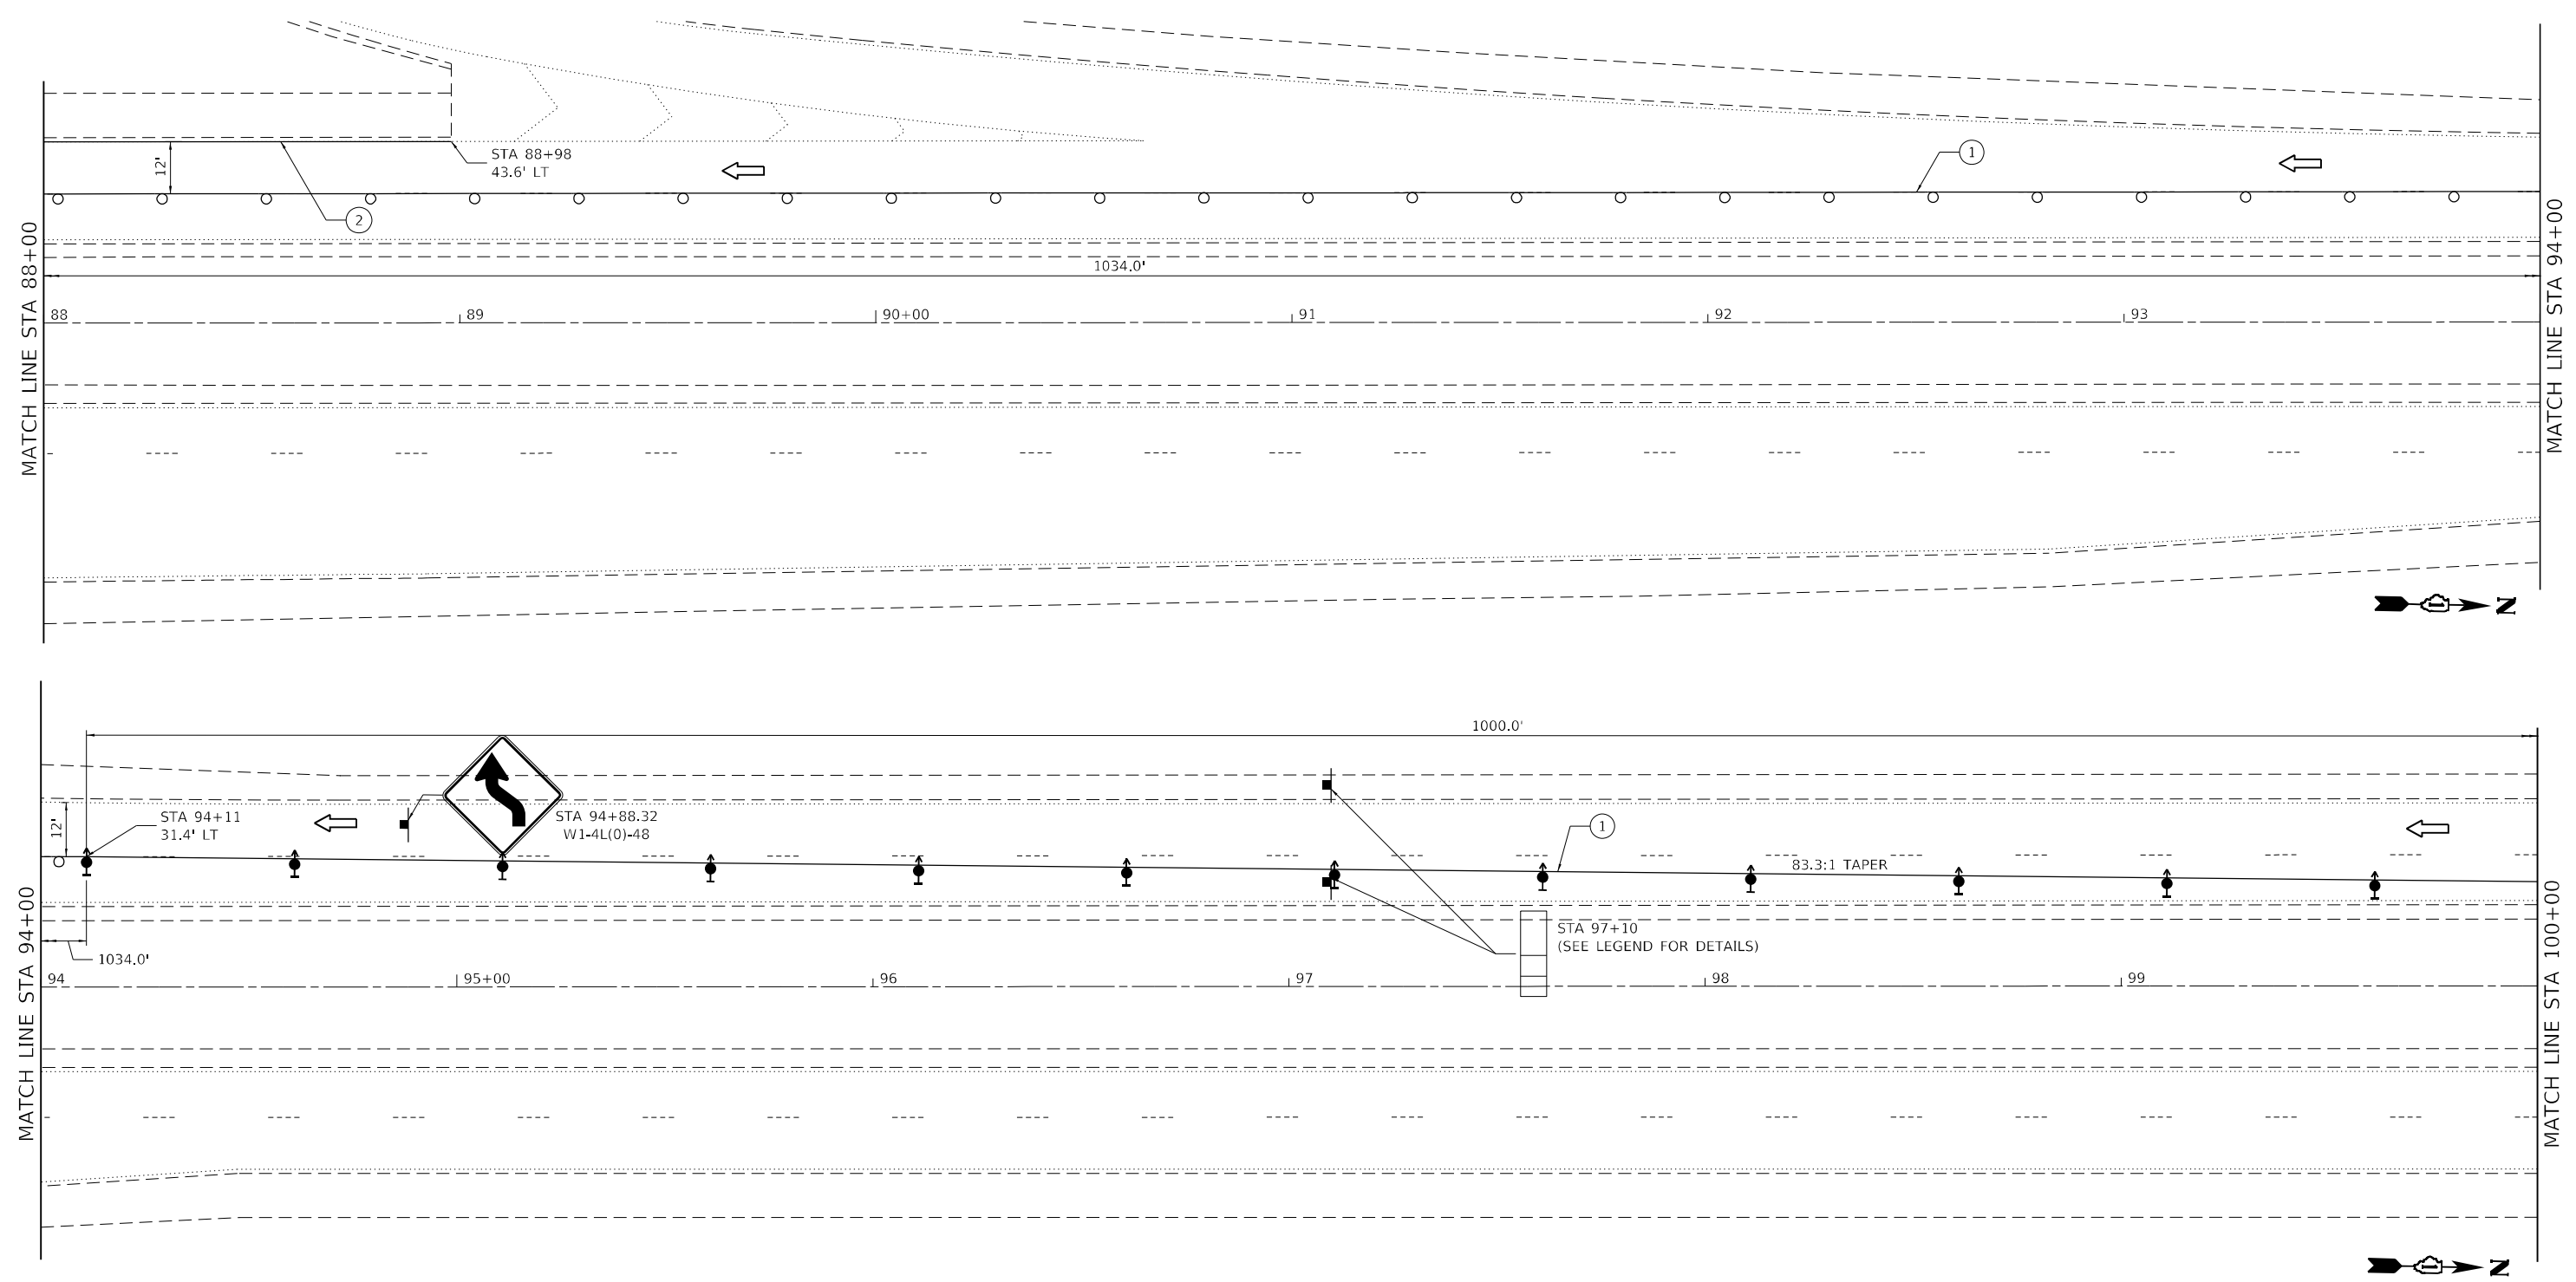 MATCH LINE STA 88+00
12'
STA 88+98
43.6' LT
2
1
1034.0'
88
89
90+00
91
92
93
MATCH LINE STA 94+00
N
MATCH LINE STA 94+00
1000.0'
12'
STA 94+11
31.4' LT
STA 94+88.32
W1-4L(0)-48
1
83.3:1 TAPER
STA 97+10
(SEE LEGEND FOR DETAILS)
1034.0'
94
95+00
96
97
98
99
MATCH LINE STA 100+00
N